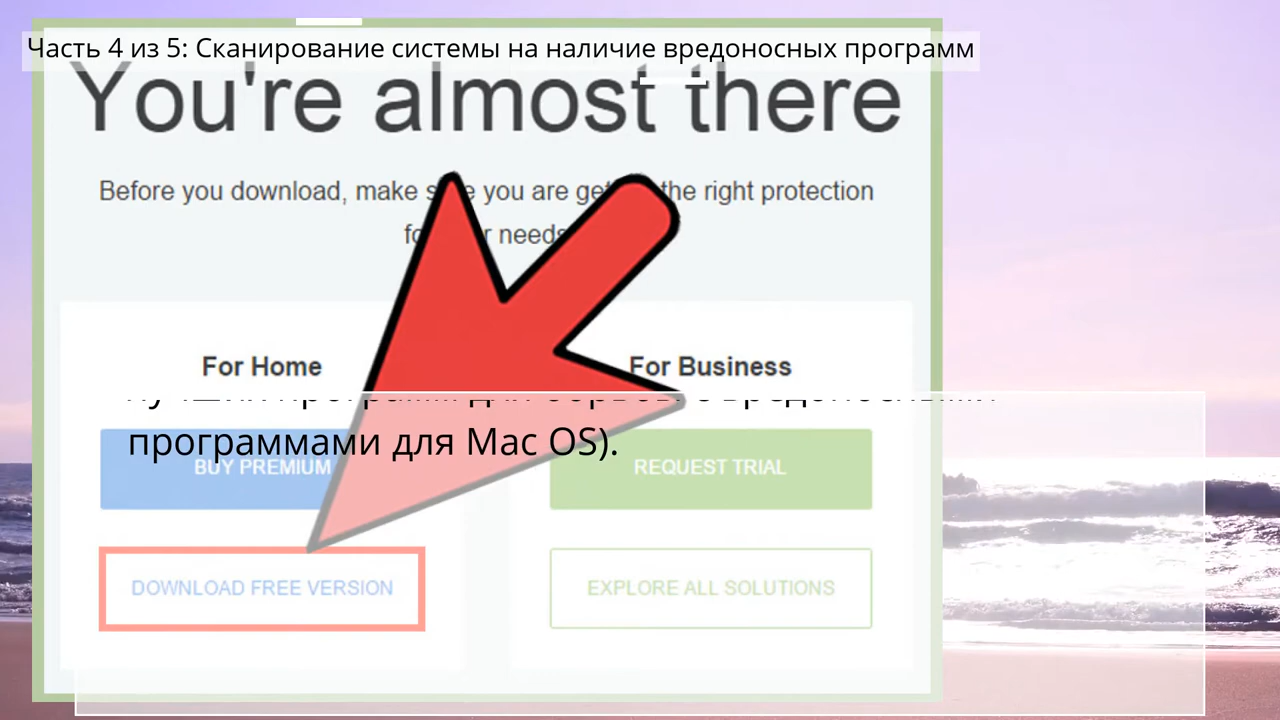 Часть 4 из 5: Сканирование системы на наличие вредоносных программ
You're almost there
Before you download, make you are the right protection
needs
For Home
For Business
программами для Mac OS).
BUY PREMIUM
REQUEST TRIAL
DOWNLOAD FREE VERSION
EXPLORE ALL SOLUTIONS